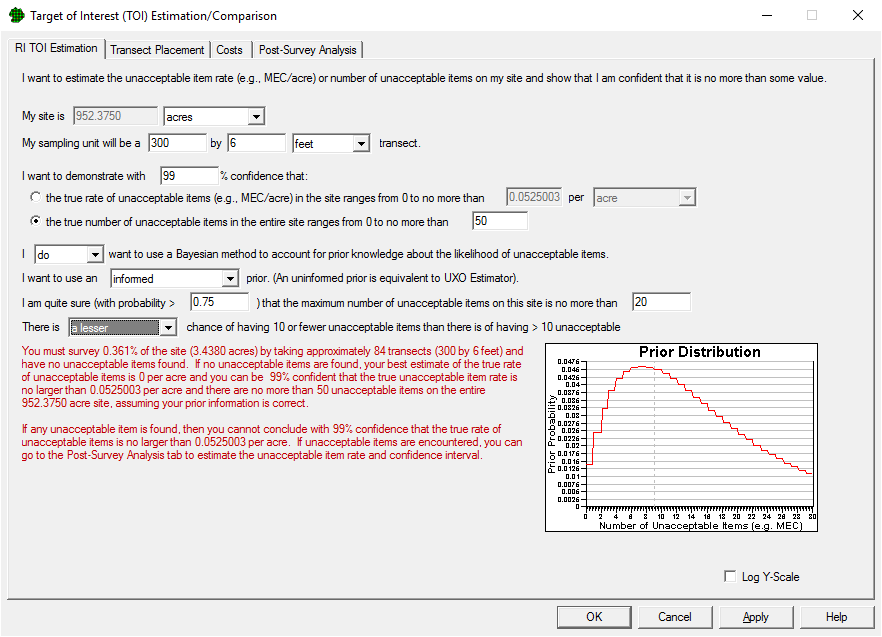 Target of Interest (TOI) Estimation/Comparison
RI TOI Estimation Transect Placement Costs Post-Survey Analysis
I want to estimate the unacceptable item rate (e.g., MEC/acre) or number of unacceptable items on my site and show that I am confident that it is no more than some value.
My site is 952.3750 acres
My sampling unit will be a 300 by 6 feet transect.
I want to demonstrate with 99 % confidence that:
the true rate of unacceptable items (e.g., MEC/acre) in the site ranges from 0 to no more than 0.0525003 per acre
the true number of unacceptable items in the entire site ranges from 0 to no more than 50
I do want to use a Bayesian method to account for prior knowledge about the likelihood of unacceptable items.
I want to use an informed prior. (An uninformed prior is equivalent to UXO Estimator).
I am quite sure (with probability > 0.75 ) that the maximum number of unacceptable items on this site is no more than 20
There is a lesser chance of having 10 or fewer unacceptable items than there is of having > 10 unacceptable
You must survey 0.361% of the site (3.4380 acres) by taking approximately 84 transects (300 by 6 feet) and
have no unacceptable items found. If no unacceptable items are found, your best estimate of the true rate
of unacceptable items is 0 per acre and you can be 99% confident that the true unacceptable item rate is
no larger than 0.0525003 per acre and there are no more than 50 unacceptable items on the entire
952.3750 acre site, assuming your prior information is correct.
If any unacceptable item is found, then you cannot conclude with 99% confidence that the true rate of
unacceptable items is no larger than 0.0525003 per acre. If unacceptable items are encountered, you can
go to the Post-Survey Analysis tab to estimate the unacceptable item rate and confidence interval.
Prior Distribution
Prior Probability
0.0476
0.0426
0.04
0.0376
0.0326
0.0326
0.03
0.0276
0.0226
0.0226
0.02
0.0176
0.0126
0.0126
0.01
0.0076
0.006
0.0026
0
0 2 4 6 8 10 12 14 16 18 20 22 24 26 28 30
Number of Unacceptable Items (e.g. MEC)
Log Y-Scale
OK Cancel Apply Help